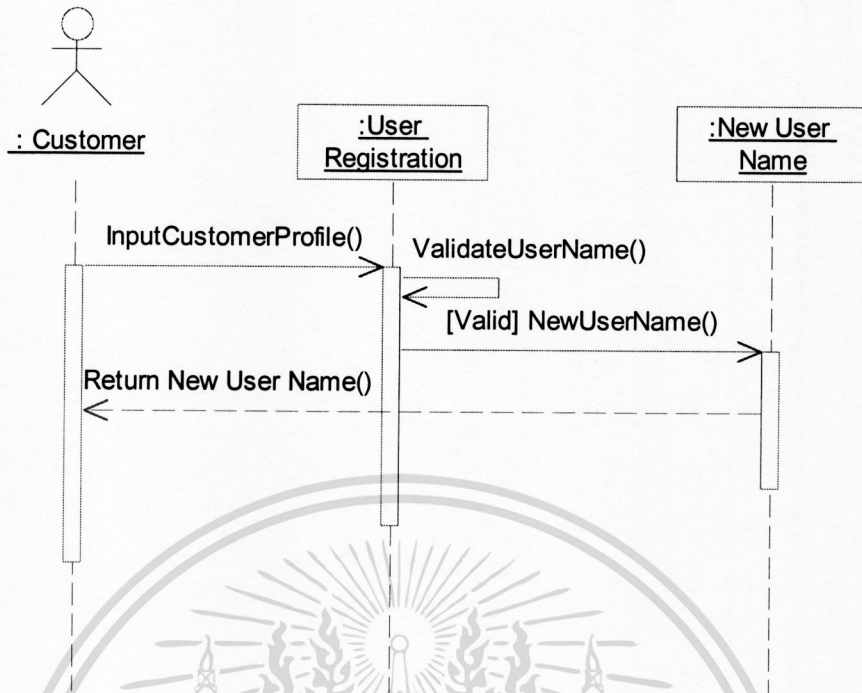 : Customer
:User
Registration
:New User
Name
InputCustomerProfile()
ValidateUserName()
[Valid] NewUserName()
Return New User Name()